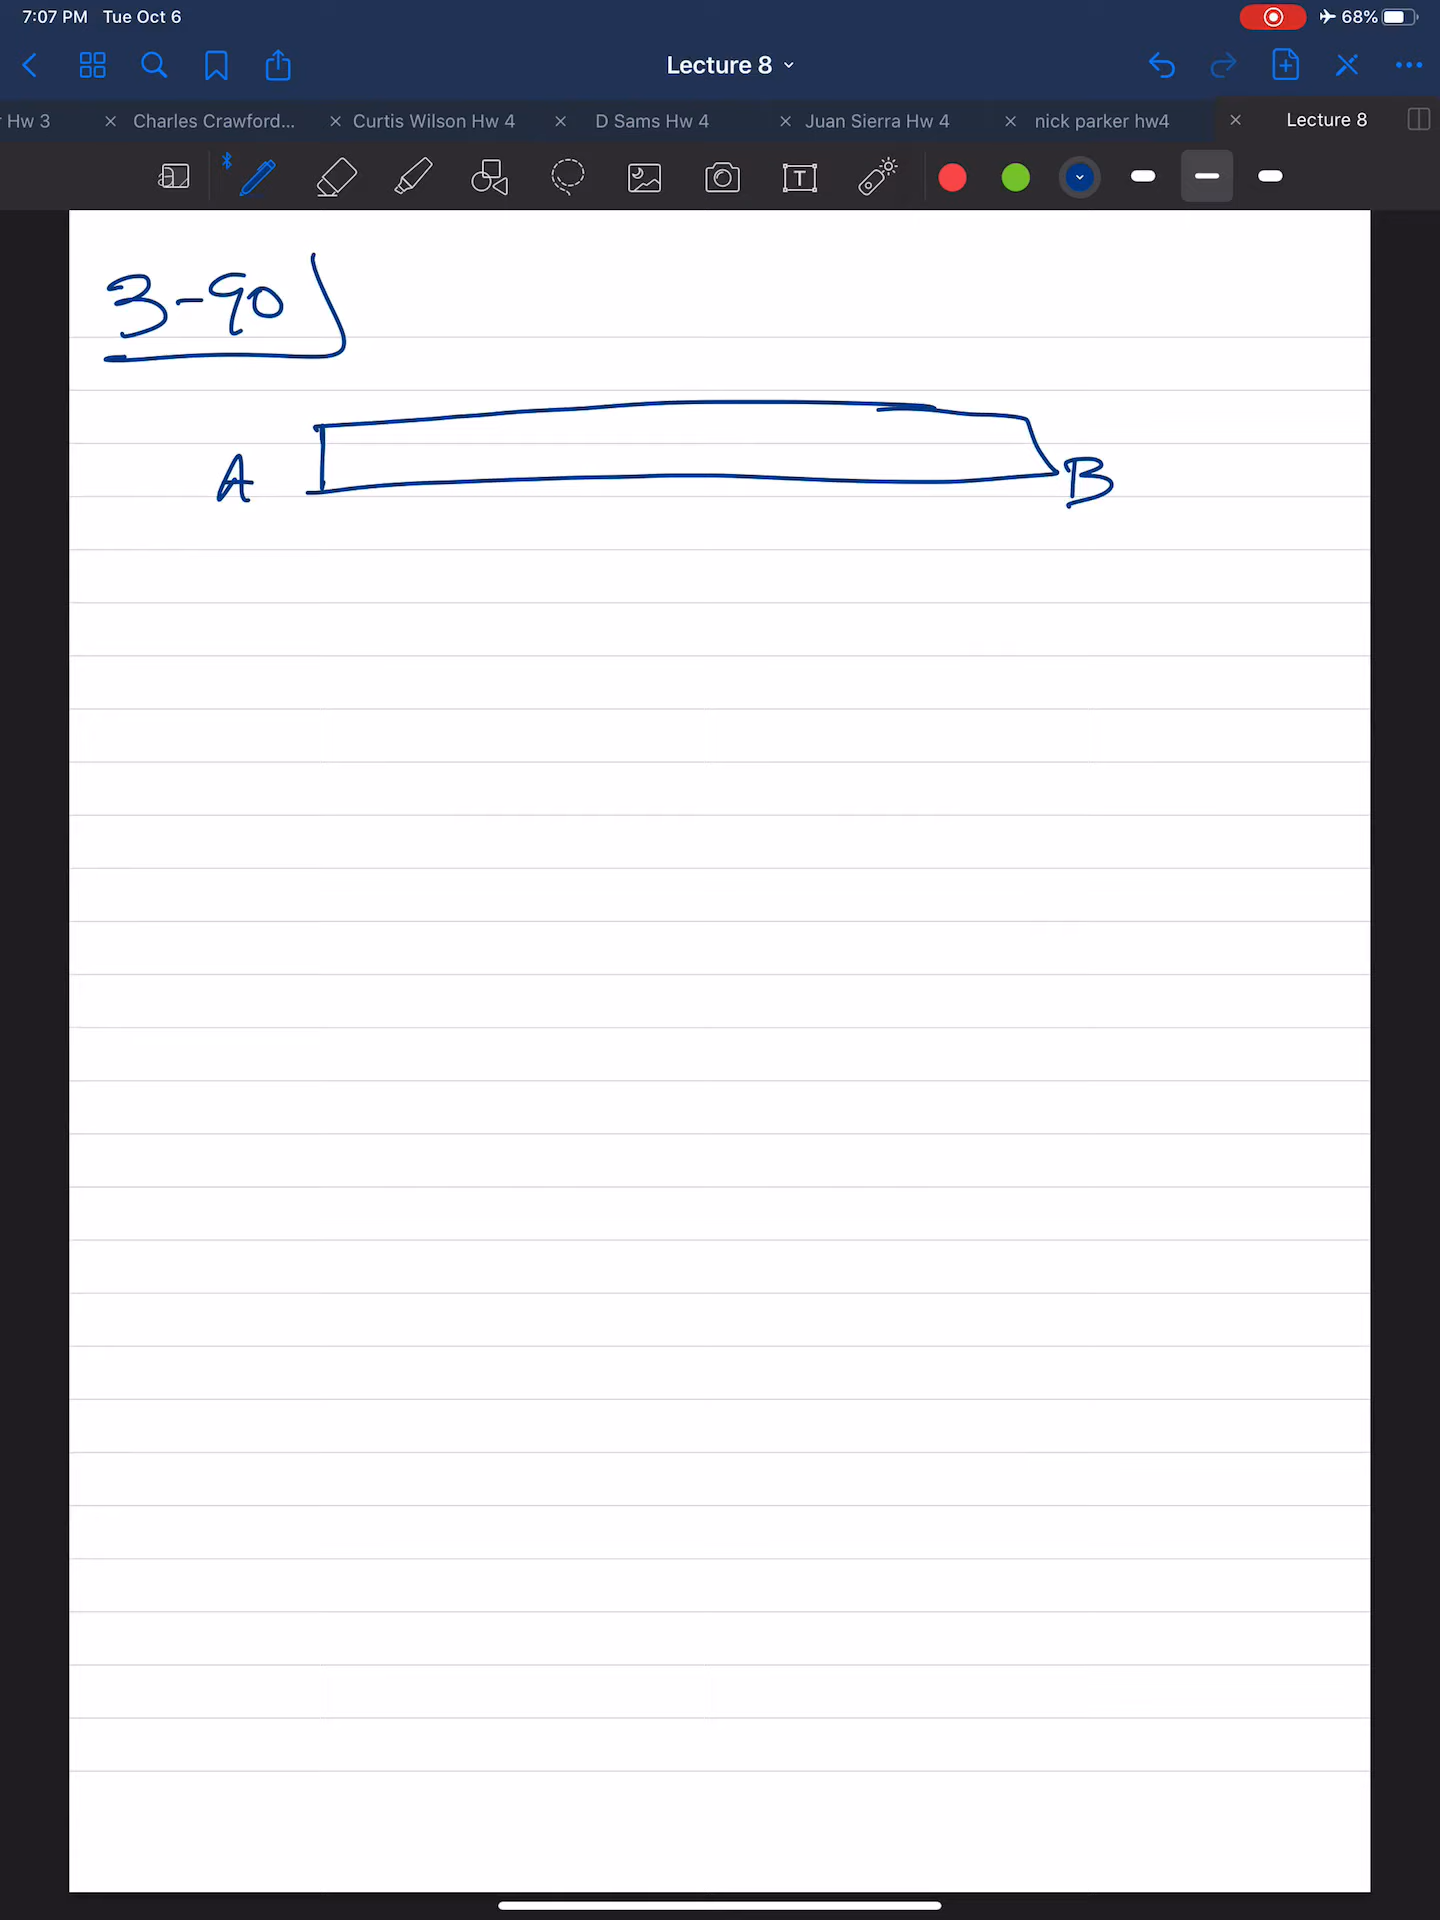 7:07 PM Tue Oct 6 68%
Lecture 8
Hw 3 Charles Crawford... Curtis Wilson Hw 4 D Sams Hw 4 Juan Sierra Hw 4 nick parker hw4 Lecture 8
T
3-90
A B